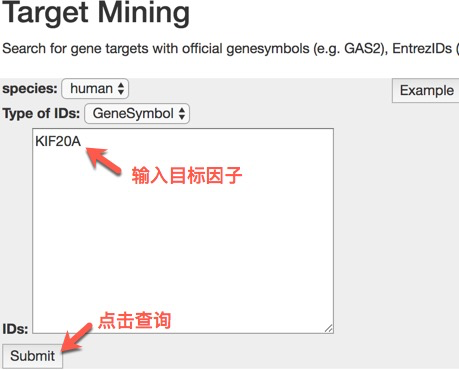 Target Mining
Search for gene targets with official genesymbols (e.g. GAS2), EntrezIDs (
species: human
Example
Type of IDs: GeneSymbol
KIF20A
输入目标因子
点击查询
IDs:
Submit